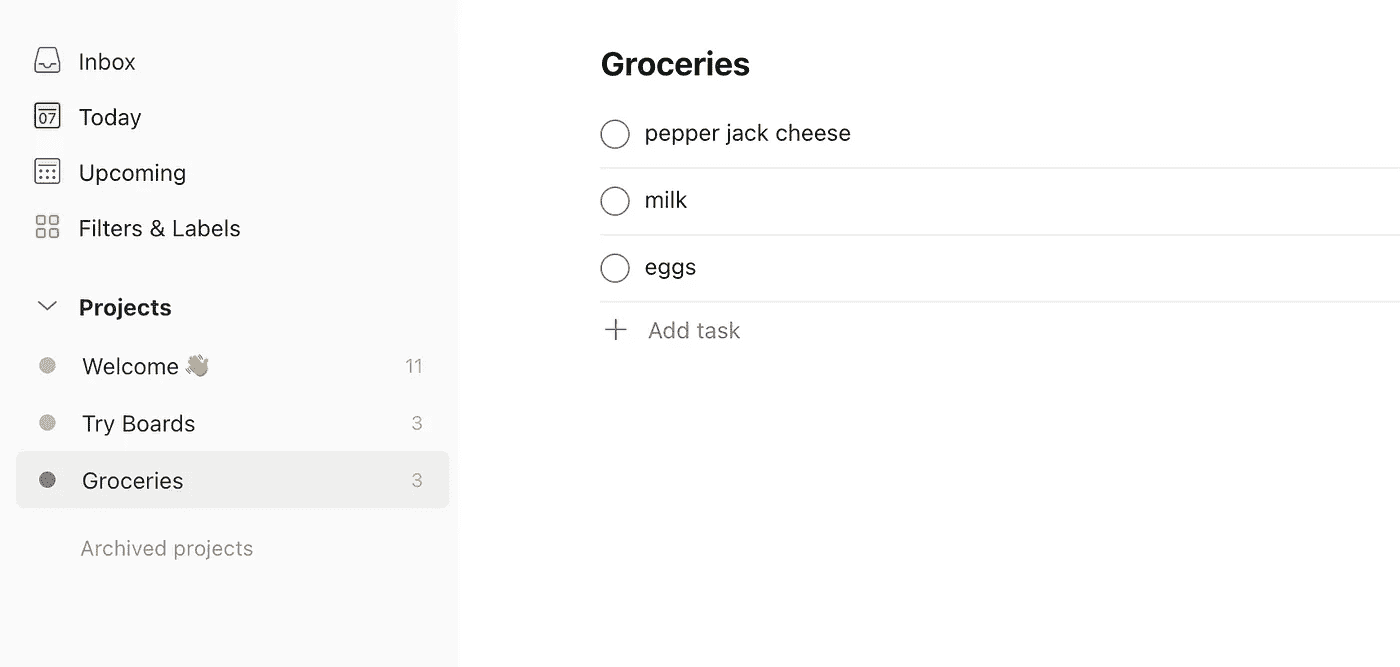 Inbox
07
Today
Upcoming
Filters & Labels
Projects
Welcome 👋 11
Try Boards 3
Groceries 3
Archived projects
Groceries
pepper jack cheese
milk
eggs
+ Add task